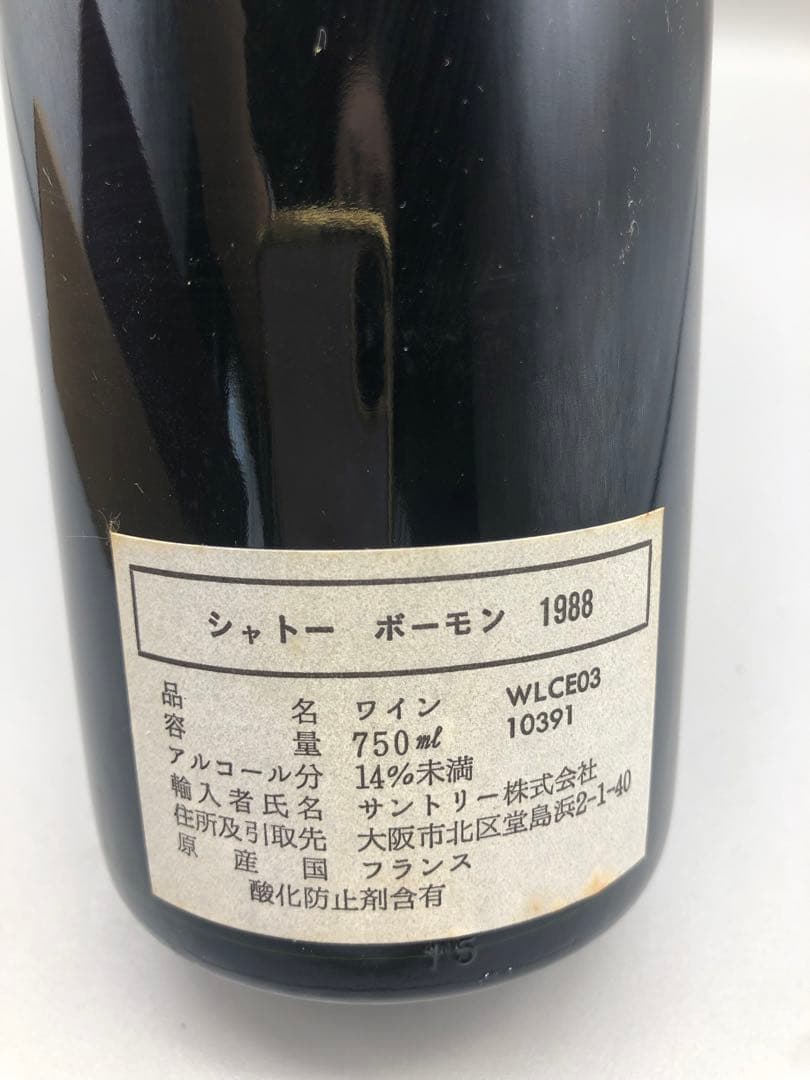 シャトー ボーモン 1988
品名 ワイン WLCE03
容量 750ml 10391
アルコール分 14%未満
輸入者氏名 サントリー株式会社
住所及引取先 大阪市北区堂島浜2-1-40
原産国 フランス
酸化防止剤含有